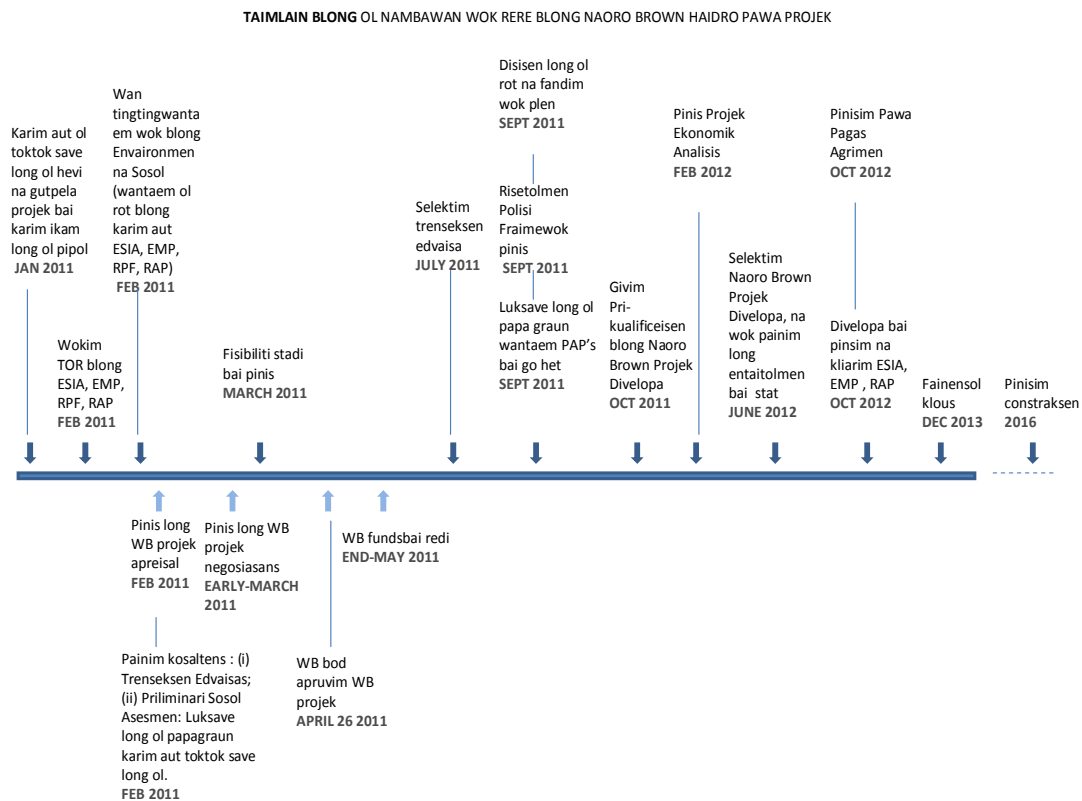 TAIMLAIN BLONG OL NAMBAWAN WOK RERE BLONG NAORO BROWN HAIDRO PAWA PROJEK
Karim aut ol
toktok save
long ol hevi
na gutpela
projek bai
karim ikam
long ol pipol
JAN 2011
Wokim
TOR blong
ESIA, EMP,
RPF, RAP
FEB 2011
Wan
tingtingwanta
em wok blong
Envaironmen
na Sosol
(wantaem ol
rot blong
karim aut
ESIA, EMP,
RPF, RAP)
FEB 2011
Fisibiliti stadi
bai pinis
MARCH 2011
Selektim
trenseksen
edvaisa
JULY 2011
Disisen long ol
rot na fandim
wok plen
SEPT 2011
Risetolmen
Polisi
Fraimewok
pinis
SEPT 2011
Luksave long ol
papa graun
wantaem PAP's
bai go het
SEPT 2011
Givim
Pri-
kualificeisen
blong Naoro
Brown Projek
Divelopa
OCT 2011
Pinis Projek
Ekonomik
Analisis
FEB 2012
Selektim
Naoro Brown
Projek
Divelopa, na
wok painim
long
entaitolmen
bai stat
JUNE 2012
Pinisim Pawa
Pagas
Agrimen
OCT 2012
Divelopa bai
pinsim na
kliarim ESIA,
EMP , RAP
OCT 2012
Fainensol
klous
DEC 2013
Pinisim
constraksen
2016
Pinis long
WB projek
apreisal
FEB 2011
Pinis long WB
projek
negosiasans
EARLY-MARCH
2011
WB fundsbai redi
END-MAY 2011
Painim kosaltens : (i)
Trenseksen Edvaisas;
(ii) Priliminari Sosol
Asesmen: Luksave
long ol papagraun
karim aut toktok save
long ol.
FEB 2011
WB bod
apruvim WB
projek
APRIL 26 2011